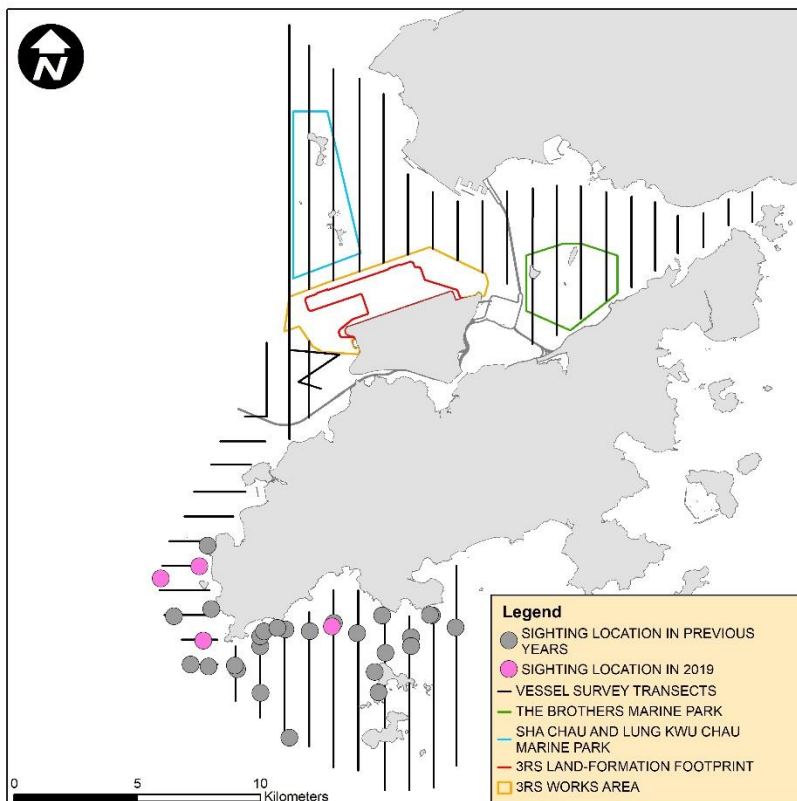 N
Legend
SIGHTING LOCATION IN PREVIOUS
YEARS
SIGHTING LOCATION IN 2019
VESSEL SURVEY TRANSECTS
THE BROTHERS MARINE PARK
SHA CHAU AND LUNG KWU CHAU
MARINE PARK
3RS LAND-FORMATION FOOTPRINT
3RS WORKS AREA
0 5 10
Kilometers